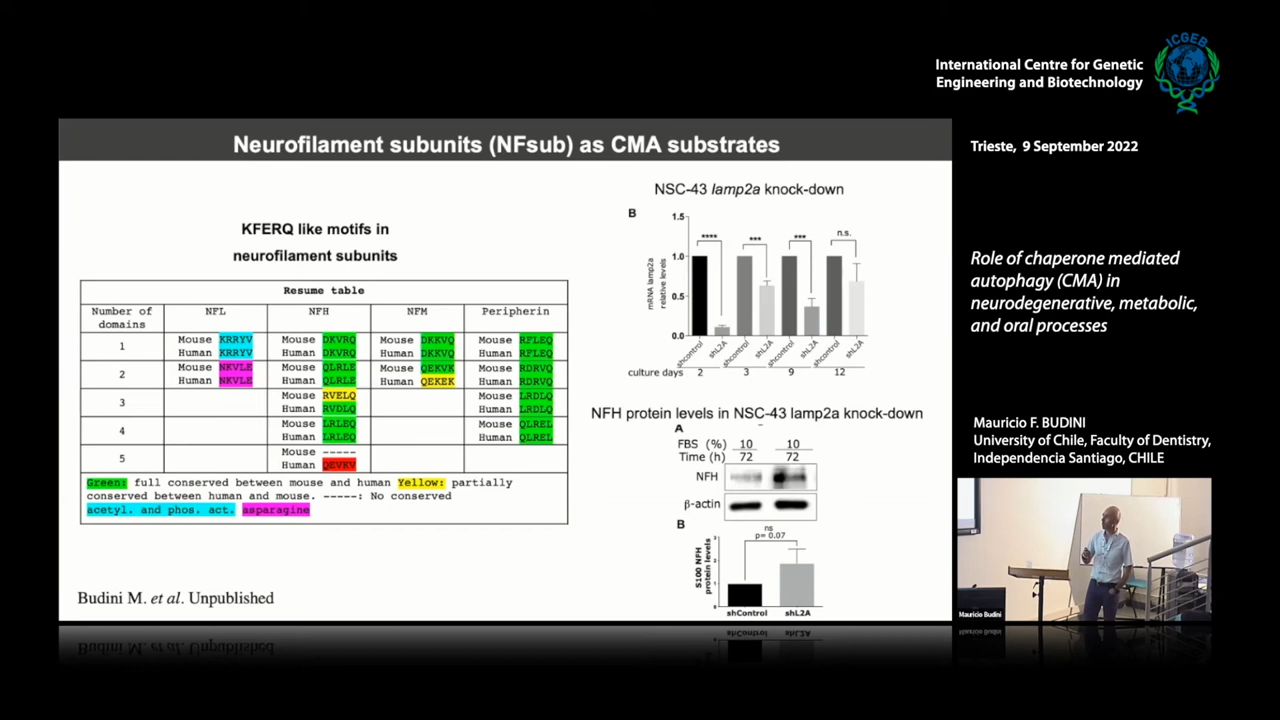 International Centre for Genetic
Engineering and Biotechnology
ICGEB
Trieste, 9 September 2022
Role of chaperone mediated
autophagy (CMA) in
neurodegenerative, metabolic,
and oral processes
Mauricio F. BUDINI
University of Chile, Faculty of Dentistry,
Independencia Santiago, CHILE
Mauricio Budini
Neurofilament subunits (NFsub) as CMA substrates
KFERQ like motifs in
neurofilament subunits
Resume table
Number of domains NFL NFH NFM Peripherin
1 Mouse KRRYV Mouse DKVRQ Mouse DKKVQ Mouse RFLEQ
Human KRRYV Human DKVRQ Human DKKVK Human RFLEQ
2 Mouse NKVLE Mouse QLRLE Mouse QEKVK Mouse RDRVQ
Human NKVLE Human QLRLE Human QEKEK Human RDRVQ
3 Mouse RVELQ Mouse LRDLQ
Human RVDLQ Human LRDLQ
4 Mouse LRLEQ Mouse QLREL
Human LRLEQ Human QLREL
5 Mouse -----
Human QEVKV
Green: full conserved between mouse and human Yellow: partially
conserved between human and mouse. -----: No conserved
acetyl. and phos. act. asparagine
Budini M. et al. Unpublished
NSC-43 lamp2a knock-down
B
mRNA lamp2a
relative levels
1.5
1.0
0.5
0.0
**** *** *** n.s.
shcontrol shL2A shcontrol shL2A shcontrol shL2A shcontrol shL2A
culture days 2 3 9 12
NFH protein levels in NSC-43 lamp2a knock-down
A
FBS (%) 10 10
Time (h) 72 72
NFH
β-actin
B
ns
p= 0.07
S100 NFH
protein levels
3
2
1
0
shControl shL2A